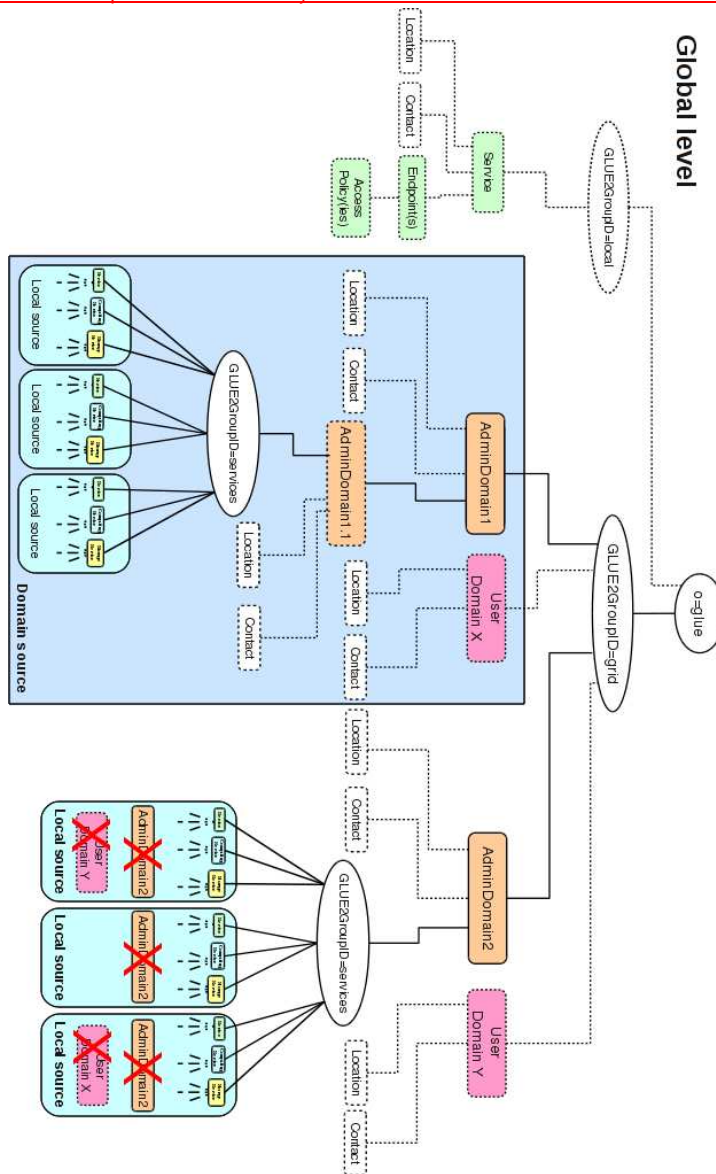 Global level
o=glue
GLUE2GroupID=local
GLUE2GroupID=grid
Service
AdminDomain1
User
Domain X
AdminDomain2
User
Domain Y
Location
Contact
Endpoint(s)
Access
Policy(ies)
Location
Contact
Location
Contact
Location
Contact
Location
Contact
AdminDomain1.1
Location
Contact
GLUE2GroupID=services
GLUE2GroupID=services
Local source
Local source
Local source
Domain source
AdminDomain2
User
Domain Y
Local source
AdminDomain2
Local source
AdminDomain2
User
Domain X
Local source